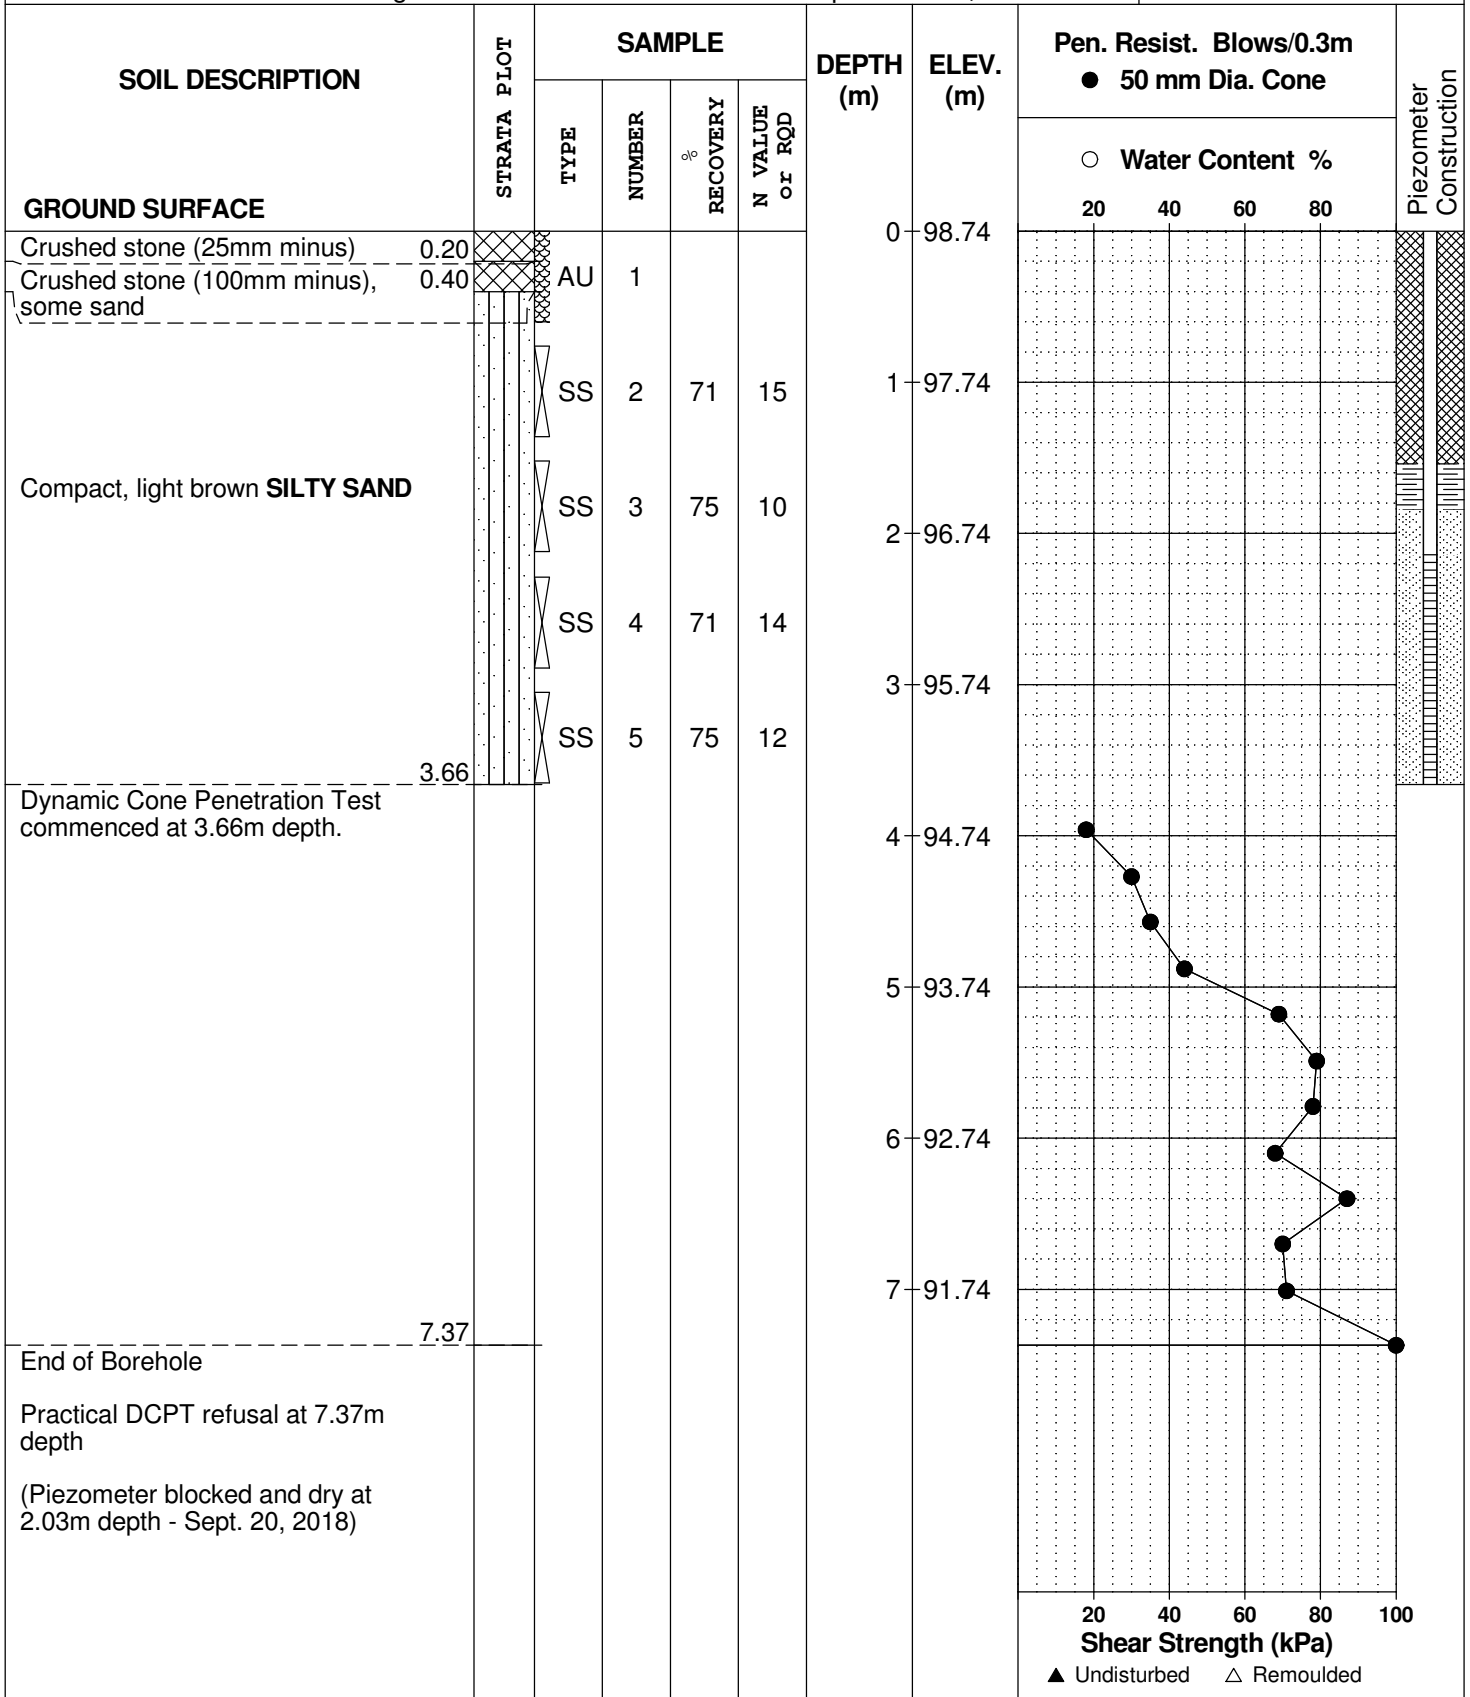 SOIL DESCRIPTION
GROUND SURFACE
STRATA PLOT
SAMPLE
TYPE
NUMBER
%
RECOVERY
N VALUE
or RQD
DEPTH
(m)
ELEV.
(m)
Pen. Resist. Blows/0.3m
● 50 mm Dia. Cone
○ Water Content %
20 40 60 80
Piezometer
Construction
0 98.74
Crushed stone (25mm minus) 0.20
Crushed stone (100mm minus), 0.40
some sand
AU 1
1 97.74
SS 2 71 15
Compact, light brown SILTY SAND
SS 3 75 10
2 96.74
SS 4 71 14
3 95.74
SS 5 75 12
3.66
Dynamic Cone Penetration Test
commenced at 3.66m depth.
4 94.74
5 93.74
6 92.74
7 91.74
7.37
End of Borehole
Practical DCPT refusal at 7.37m
depth
(Piezometer blocked and dry at
2.03m depth - Sept. 20, 2018)
20 40 60 80 100
Shear Strength (kPa)
▲ Undisturbed △ Remoulded